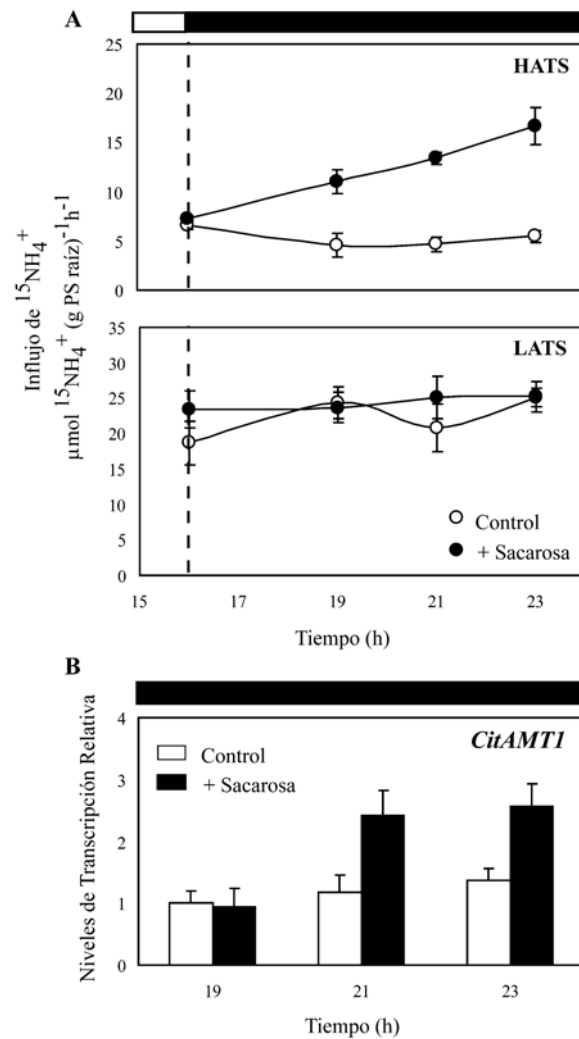 A
HATS
25
20
15
10
5
0
Influjo de ¹⁵NH₄⁺
µmol ¹⁵NH₄⁺ (g PS raíz)⁻¹h⁻¹
LATS
35
30
25
20
15
10
5
0
Control
+ Sacarosa
15 17 19 21 23
Tiempo (h)
B
CitAMT1
4
3
2
1
0
Niveles de Transcripción Relativa
Control
+ Sacarosa
19 21 23
Tiempo (h)